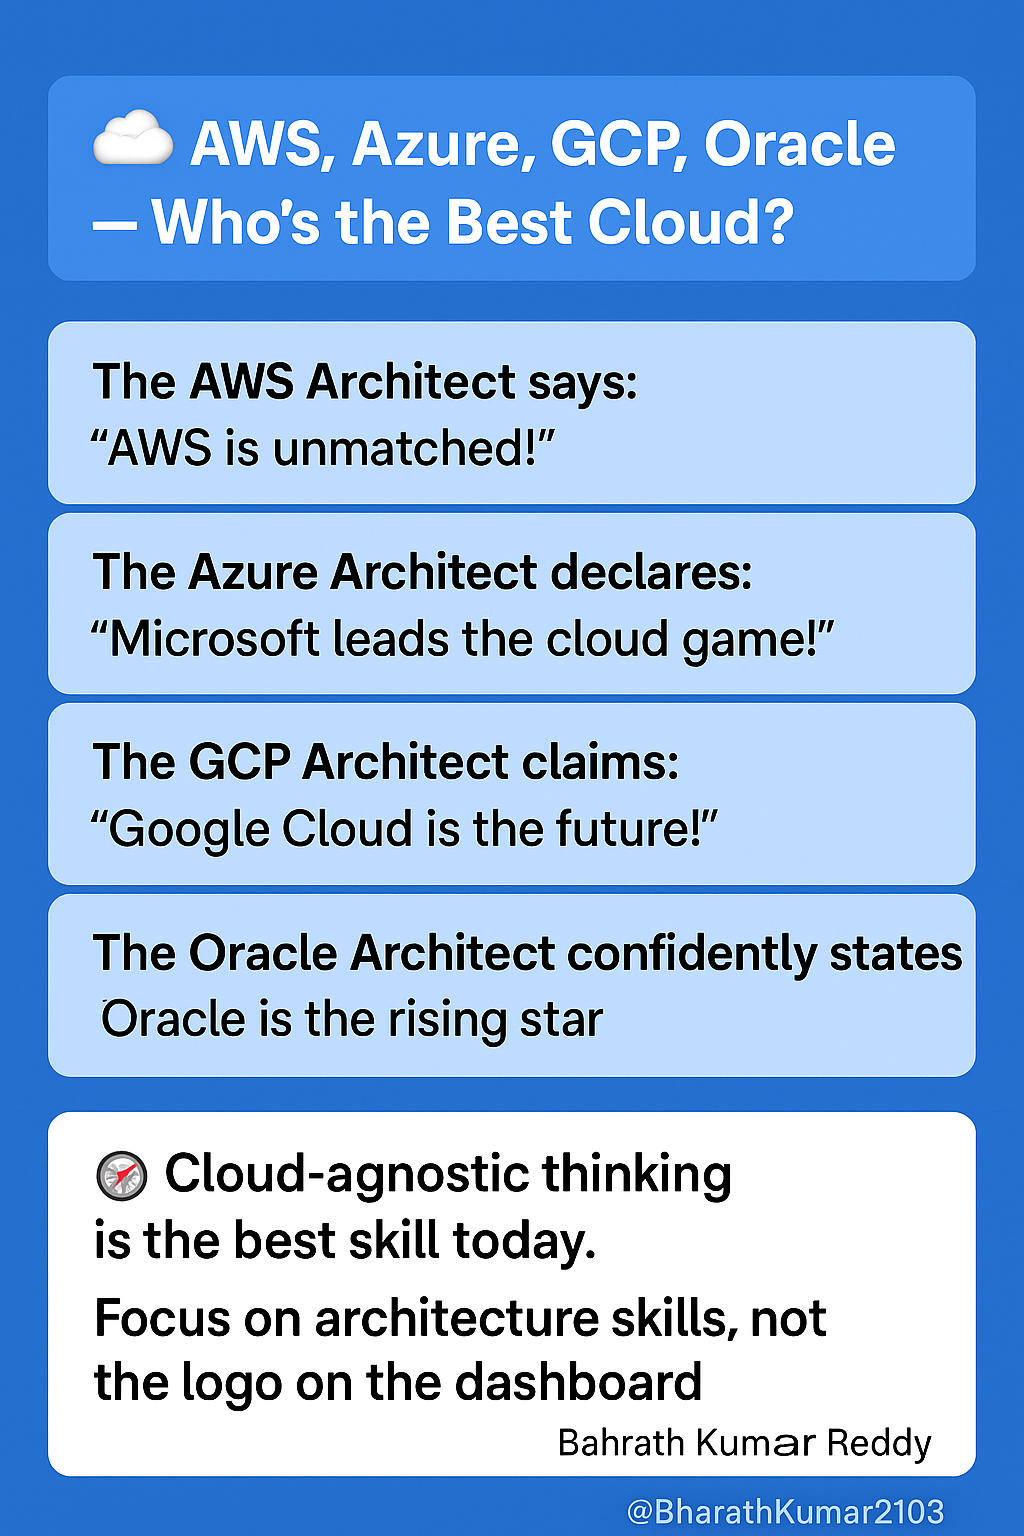 ☁️ AWS, Azure, GCP, Oracle
– Who's the Best Cloud?
The AWS Architect says:
“AWS is unmatched!”
The Azure Architect declares:
“Microsoft leads the cloud game!”
The GCP Architect claims:
“Google Cloud is the future!”
The Oracle Architect confidently states
Oracle is the rising star
🧭 Cloud-agnostic thinking
is the best skill today.
Focus on architecture skills, not
the logo on the dashboard
Bahrath Kumar Reddy
@BharathKumar2103